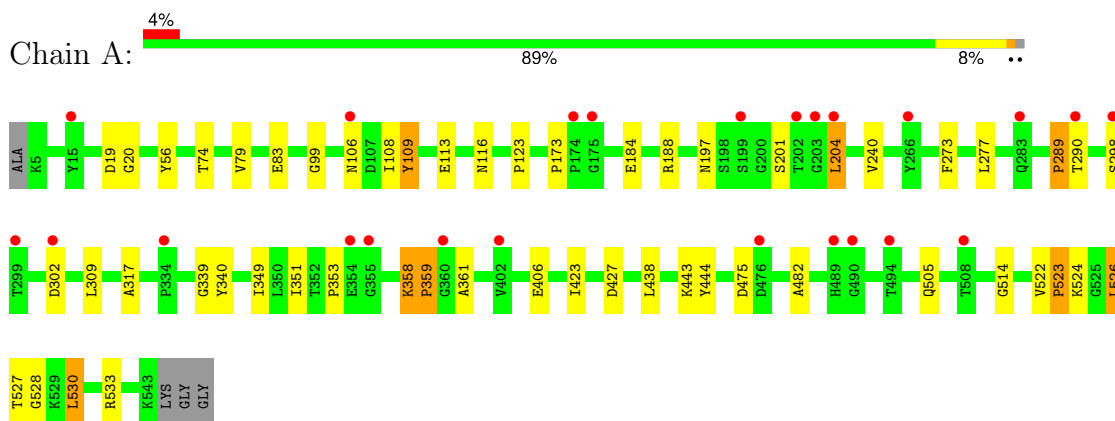 4%
Chain A:
89% 8% ••
ALA K5 Y15 D19 G20 Y56 T74 V79 E83 G99 N106 D107 I108 Y109 E113 N116 P123 P173 P174 G175 E184 R188 N197 S198 S199 G200 S201 T202 G203 L204 V240 Y266 F273 L277 Q283 P289 T290 S298
T299 D302 L309 A317 P334 G339 Y340 I349 L350 I351 T352 P353 E354 G355 K358 P359 G360 A361 V402 E406 I423 D427 L438 K443 Y444 D475 D476 A482 H489 G490 T494 Q505 T508 G514 V522 P523 K524 G525 L526
T527 G528 K529 L530 R533 K543 LYS GLY GLY